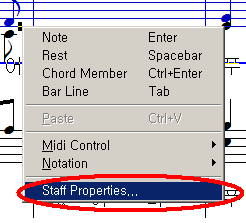 Note Enter
Rest Spacebar
Chord Member Ctrl+Enter
Bar Line Tab
Paste Ctrl+V
Midi Control
Notation
Staff Properties...